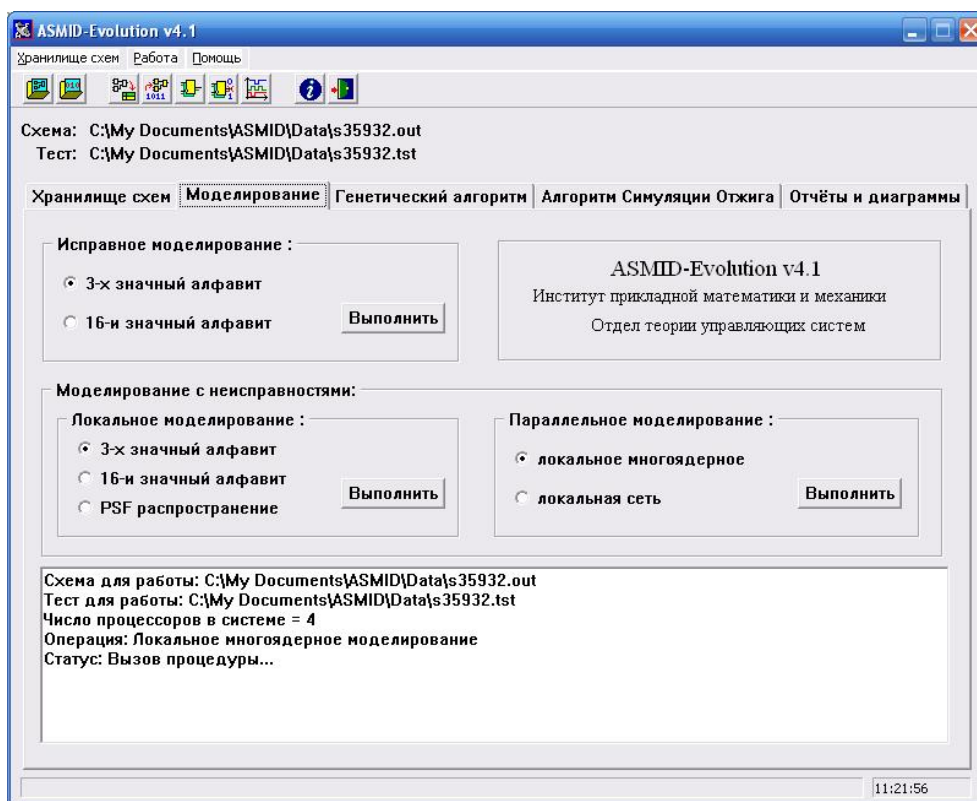 ASMID-Evolution v4.1
Хранилище схем Работа Помощь
Схема: C:\My Documents\ASMID\Data\s35932.out
Тест: C:\My Documents\ASMID\Data\s35932.tst
Хранилище схем Моделирование Генетический алгоритм Алгоритм Симуляции Отжига Отчёты и диаграммы
Исправное моделирование :
3-х значный алфавит
16-и значный алфавит
Выполнить
ASMID-Evolution v4.1
Институт прикладной математики и механики
Отдел теории управляющих систем
Моделирование с неисправностями:
Локальное моделирование :
3-х значный алфавит
16-и значный алфавит
PSF распространение
Выполнить
Параллельное моделирование :
локальное многоядерное
локальная сеть
Выполнить
Схема для работы: C:\My Documents\ASMID\Data\s35932.out
Тест для работы: C:\My Documents\ASMID\Data\s35932.tst
Число процессоров в системе = 4
Операция: Локальное многоядерное моделирование
Статус: Вызов процедуры...
11:21:56